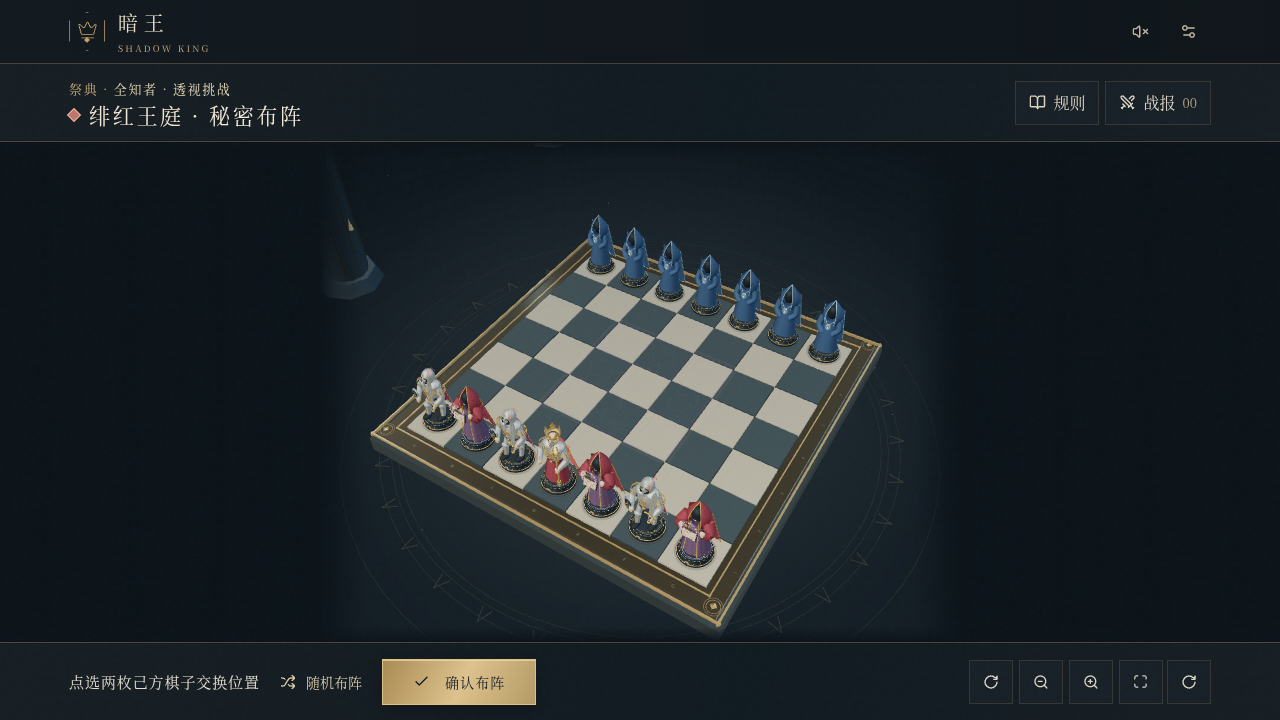 暗王
SHADOW KING
祭典 · 全知者 · 透视挑战
绯红王庭 · 秘密布阵
规则
战报 00
点选两枚己方棋子交换位置
随机布阵
确认布阵